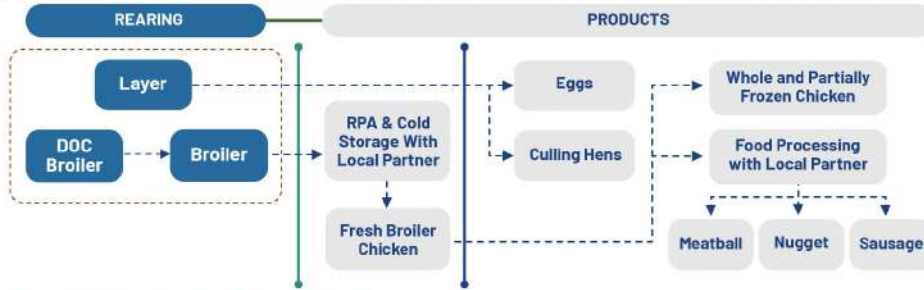 REARING
PRODUCTS
Layer
DOC
Broiler
Broiler
RPA & Cold
Storage With
Local Partner
Fresh Broiler
Chicken
Eggs
Culling Hens
Whole and Partially
Frozen Chicken
Food Processing
with Local Partner
Meatball
Nugget
Sausage